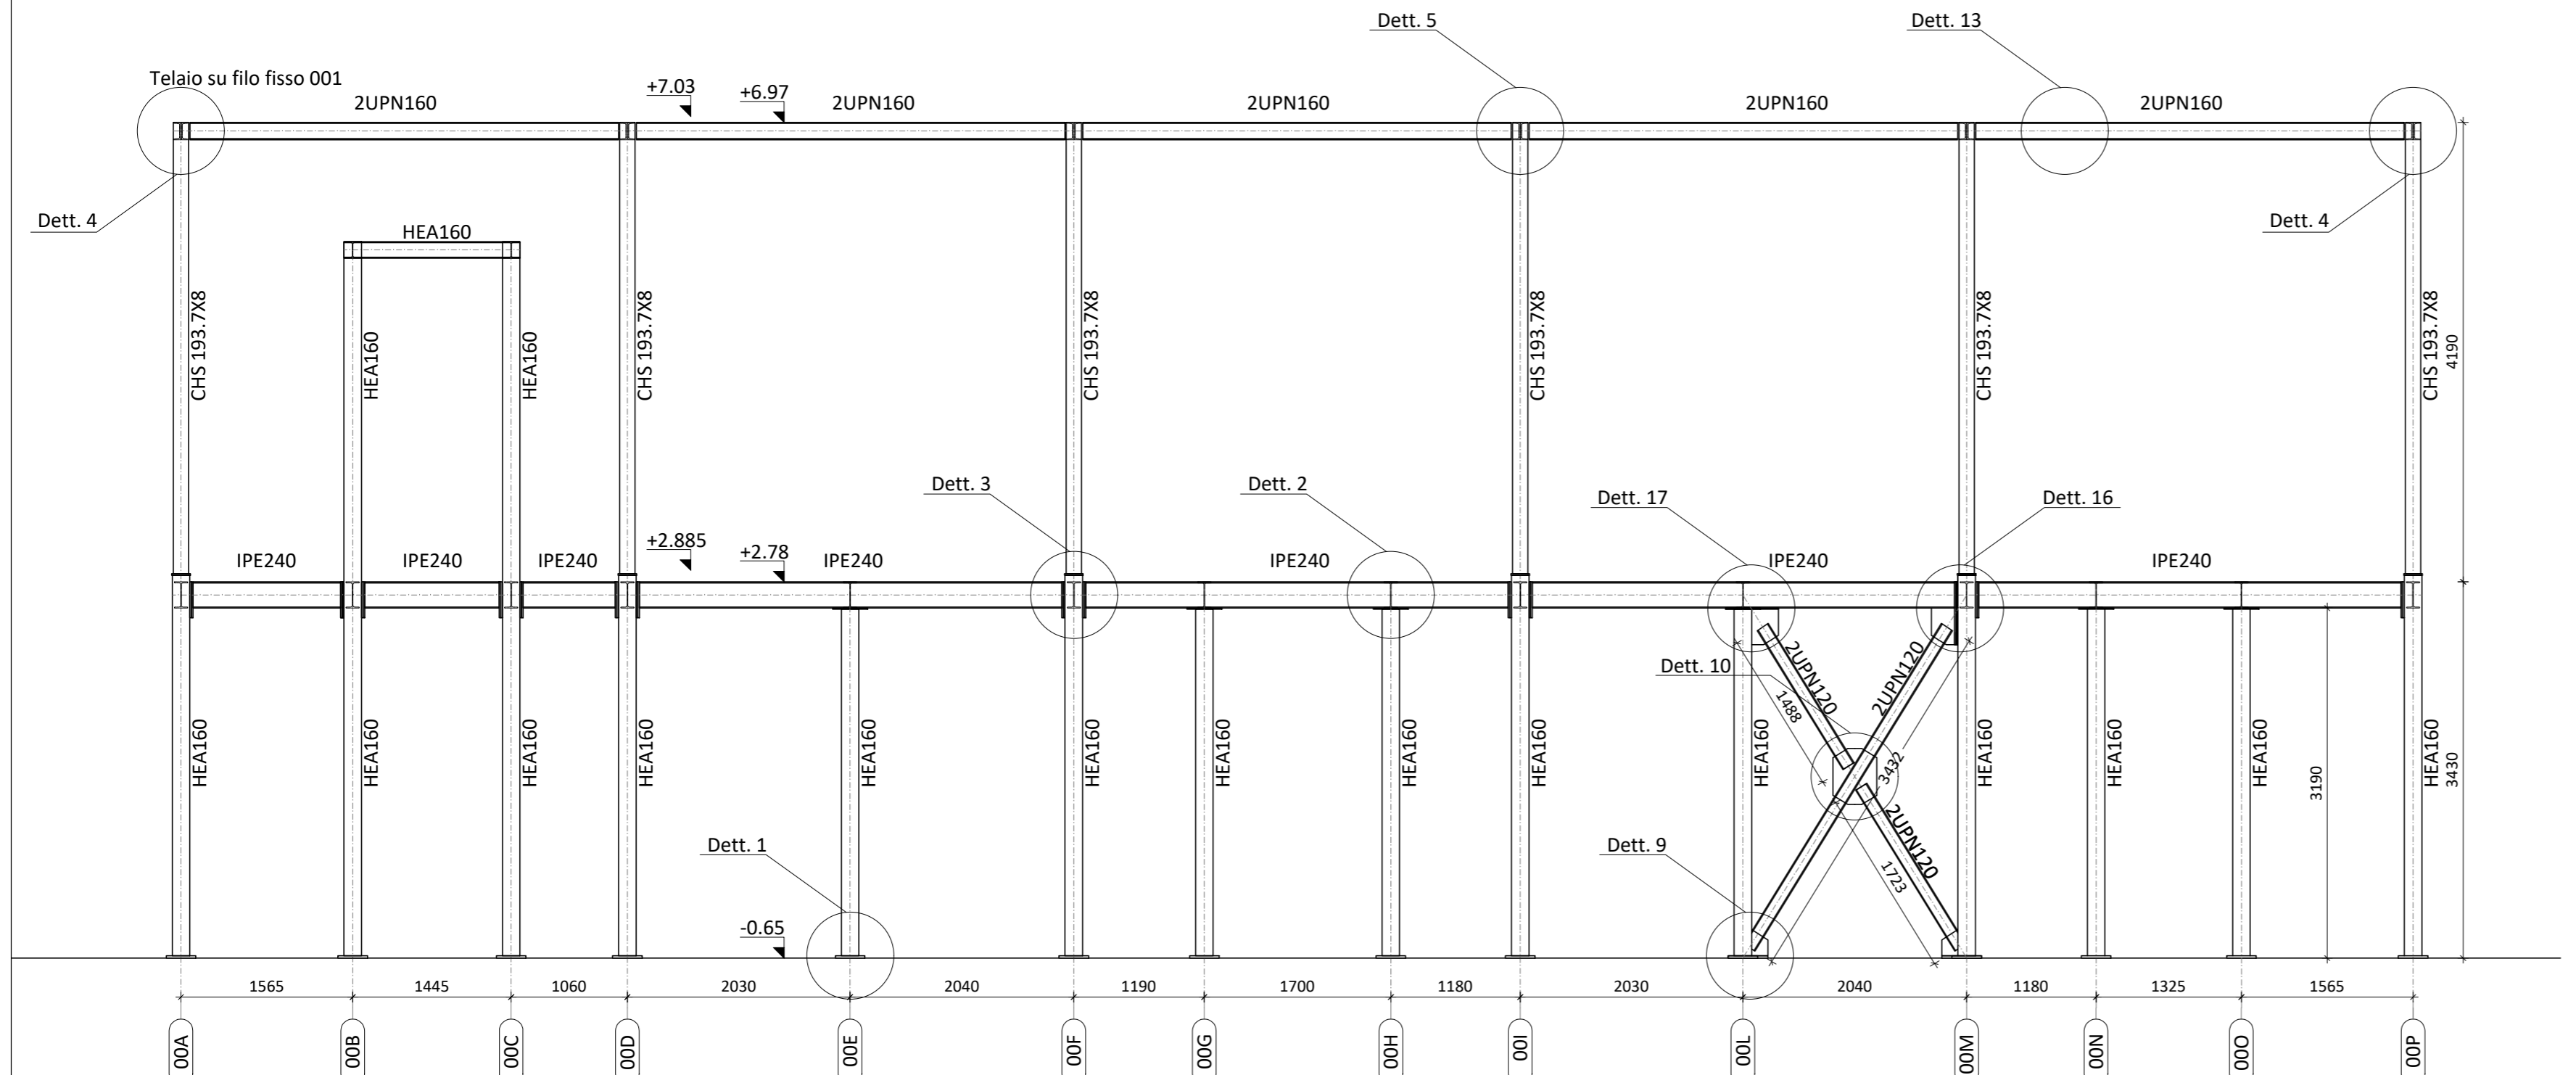 Dett. 5
Dett. 13
Telaio su filo fisso 001
+7.03
+6.97
2UPN160
2UPN160
2UPN160
2UPN160
2UPN160
Dett. 4
Dett. 4
HEA160
CHS 193.7X8
HEA160
HEA160
CHS 193.7X8
CHS 193.7X8
CHS 193.7X8
CHS 193.7X8
CHS 193.7X8
4190
Dett. 3
Dett. 2
Dett. 17
Dett. 16
+2.885
+2.78
IPE240
IPE240
IPE240
IPE240
IPE240
IPE240
IPE240
HEA160
HEA160
HEA160
HEA160
HEA160
HEA160
HEA160
HEA160
HEA160
HEA160
HEA160
HEA160
HEA160
HEA160
3190
3430
Dett. 10
2UPN120
1488
2UPN120
3432
2UPN120
1723
Dett. 1
Dett. 9
-0.65
1565
1445
1060
2030
2040
1190
1700
1180
2030
2040
1180
1325
1565
00A
00B
00C
00D
00E
00F
00G
00H
00I
00L
00M
00N
00O
00P